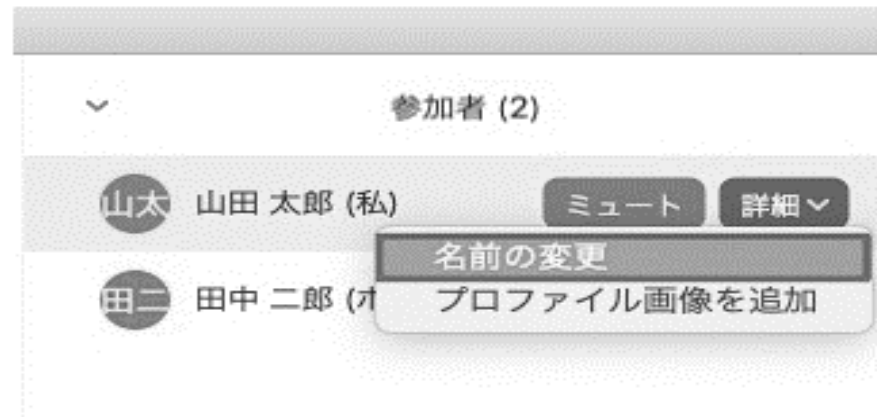 参加者 (2)
山太 山田 太郎 (私) ミュート 詳細
名前の変更
田二 田中 二郎 (ホ
プロファイル画像を追加